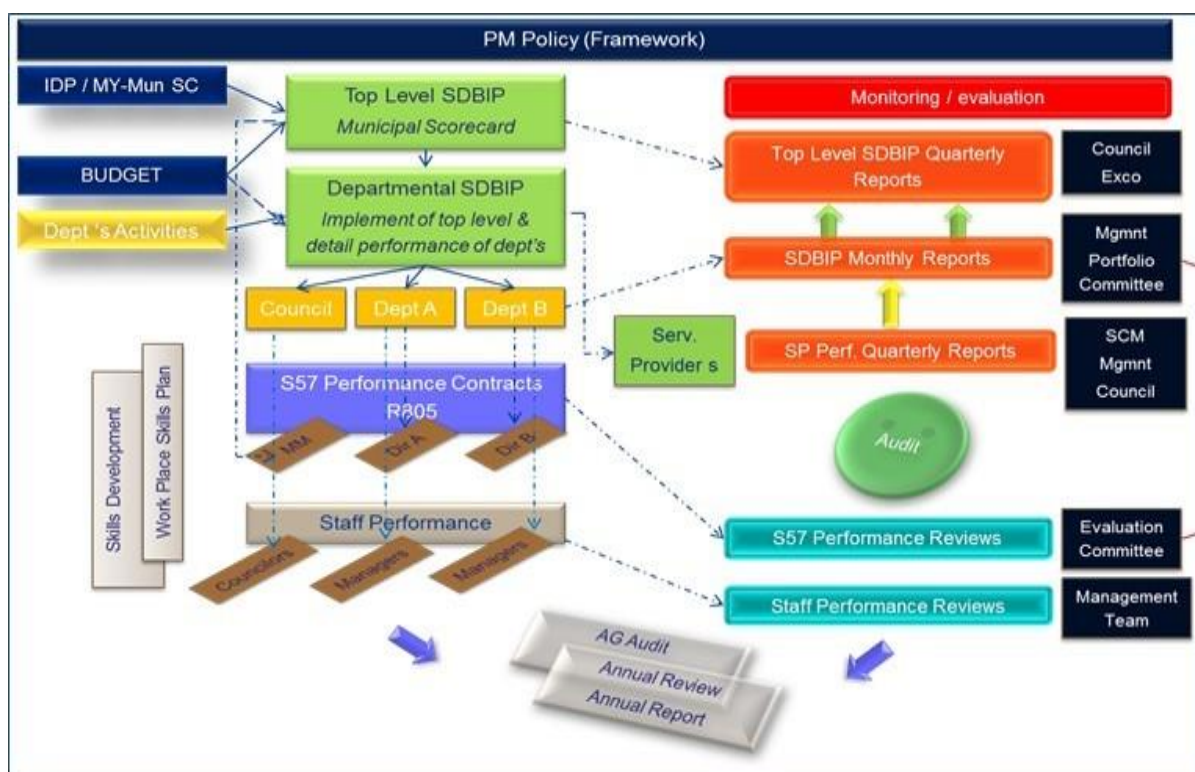 PM Policy (Framework)
IDP / MY-Mun SC
BUDGET
Dept 's Activities
Top Level SDBIP
Municipal Scorecard
Departmental SDBIP
Implement of top level &
detail performance of dept's
Council
Dept A
Dept B
Serv.
Provider s
S57 Performance Contracts
R805
MM
Dir A
Dir B
Skills Development
Work Place Skills Plan
Staff Performance
Councilors
Managers
Managers
Monitoring / evaluation
Top Level SDBIP Quarterly
Reports
Council
Exco
SDBIP Monthly Reports
Mgmnt
Portfolio
Committee
SP Perf. Quarterly Reports
SCM
Mgmnt
Council
Audit
S57 Performance Reviews
Evaluation
Committee
Staff Performance Reviews
Management
Team
AG Audit
Annual Review
Annual Report